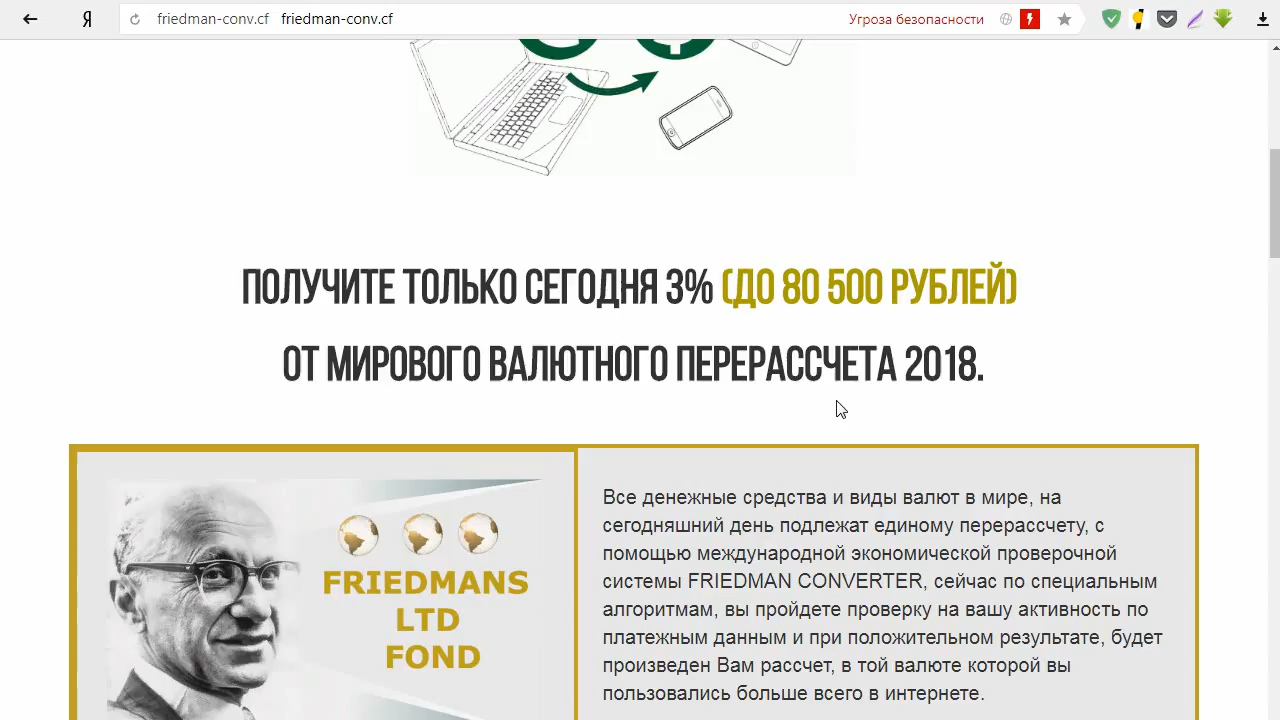 friedman-conv.cf friedman-conv.cf Угроза безопасности
ПОЛУЧИТЕ ТОЛЬКО СЕГОДНЯ 3% (ДО 80 500 РУБЛЕЙ)
ОТ МИРОВОГО ВАЛЮТНОГО ПЕРЕРАССЧЕТА 2018.
FRIEDMANS
LTD
FOND
Все денежные средства и виды валют в мире, на
сегодняшний день подлежат единому перерассчету, с
помощью международной экономической проверочной
системы FRIEDMAN CONVERTER, сейчас по специальным
алгоритмам, вы пройдете проверку на вашу активность по
платежным данным и при положительном результате, будет
произведен Вам рассчет, в той валюте которой вы
пользовались больше всего в интернете.